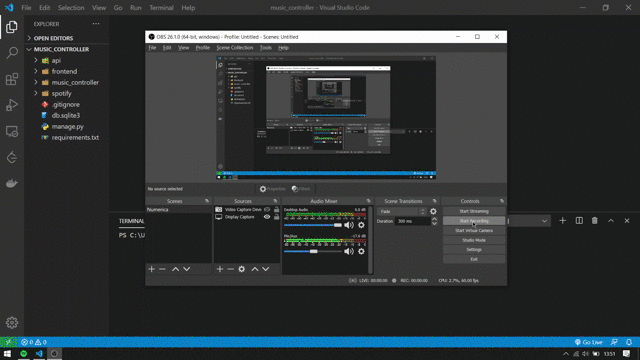 File Edit Selection View Go Run Terminal Help
music_controller - Visual Studio Code
EXPLORER
OPEN EDITORS
MUSIC_CONTROLLER
api
frontend
music_controller
spotify
.gitignore
db.sqlite3
manage.py
requirements.txt
OBS 26.1.0 (64-bit, windows) - Profile: Untitled - Scenes: Untitled
File Edit View Profile Scene Collection Tools Help
No source selected
Properties
Filters
Scenes
Sources
Audio Mixer
Scene Transitions
Controls
Numerica
Video Capture Devi
Display Capture
Desktop Audio 0.0 dB
Fade
Duration 300 ms
Start Streaming
Start Recording
Start Virtual Camera
Studio Mode
Settings
Exit
LIVE: 00:00:00
REC: 00:00:00
CPU: 2.7%, 60.00 fps
TERMINAL
PS C:\U
0 0
Go Live
13:51